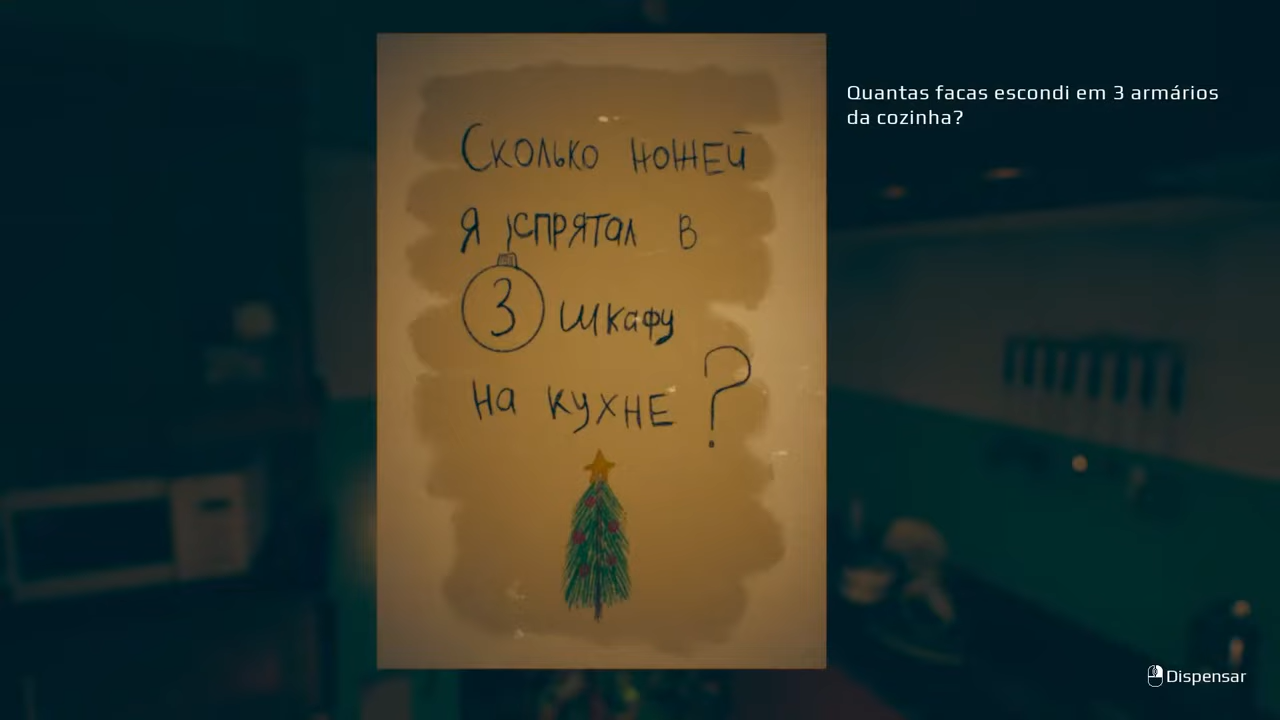 Сколько ножей
я спрятал в
3 шкафу
на кухне?
Quantas facas escondi em 3 armários
da cozinha?
Dispensar